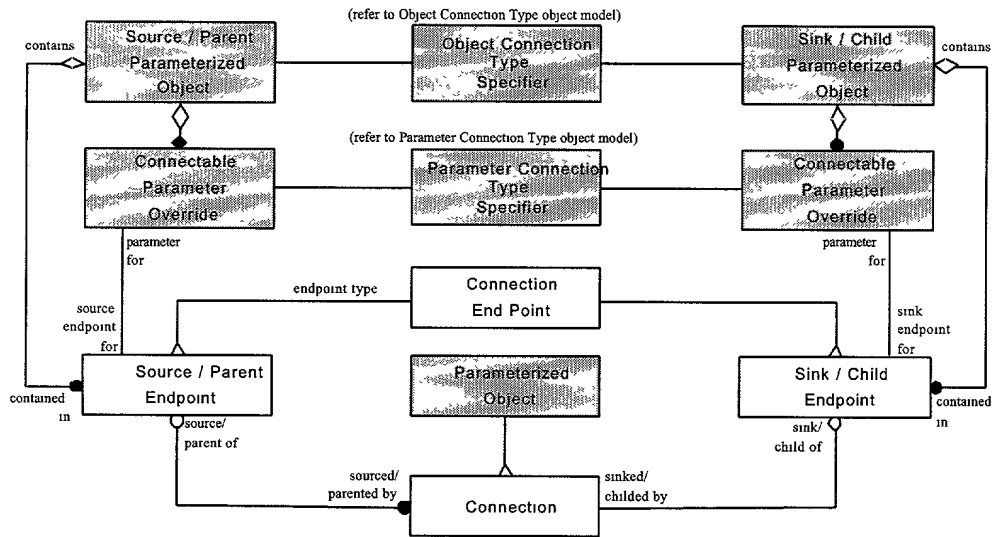 (refer to Object Connection Type object model)
contains
Source / Parent
Parameterized
Object
Object Connection
Type
Specifier
Sink / Child
Parameterized
Object
contains
(refer to Parameter Connection Type object model)
Connectable
Parameter
Override
Parameter Connection
Type
Specifier
Connectable
Parameter
Override
parameter
for
parameter
for
endpoint type
Connection
End Point
source
endpoint
for
sink
endpoint
for
Source / Parent
Endpoint
Parameterized
Object
Sink / Child
Endpoint
contained
in
contained
in
source/
parent of
sink/
child of
sourced/
parented by
Connection
sinked/
childed by